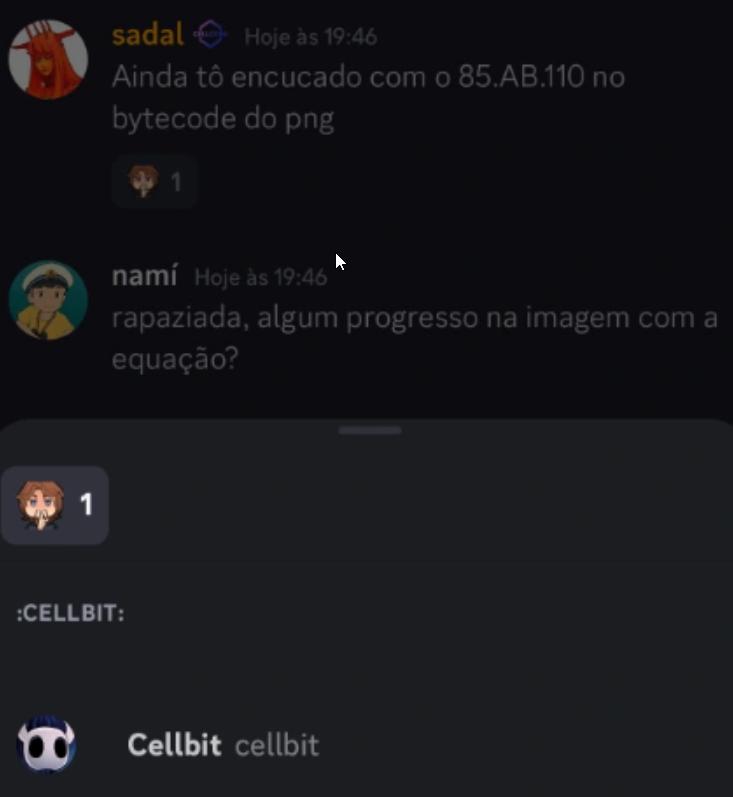 sadal Hoje às 19:46
Ainda tô encucado com o 85.AB.110 no
bytecode do png
1
namí Hoje às 19:46
rapaziada, algum progresso na imagem com a
equação?
1
:CELLBIT:
Cellbit cellbit